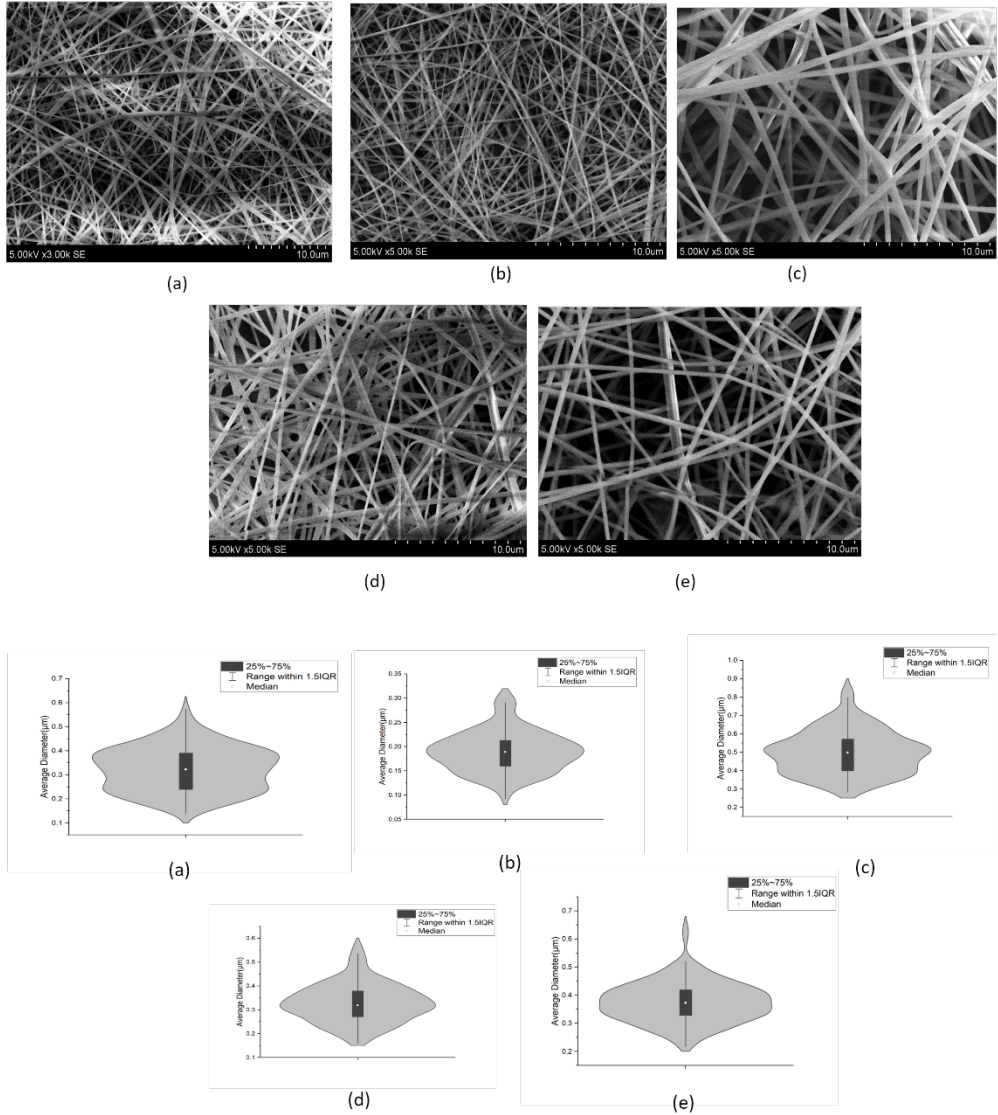 5.00kV x3.00k SE 10.0um
5.00kV x5.00k SE 10.0um
5.00kV x5.00k SE 10.0um
(a)
(b)
(c)
5.00kV x5.00k SE 10.0um
5.00kV x5.00k SE 10.0um
(d)
(e)
25%~75%
Range within 1.5IQR
Median
Average Diameter(μm)
0.7
0.6
0.5
0.4
0.3
0.2
0.1
(a)
25%~75%
Range within 1.5IQR
Median
Average Diameter(μm)
0.35
0.30
0.25
0.20
0.15
0.10
0.05
(b)
25%~75%
Range within 1.5IQR
Median
Average Diameter(μm)
1.0
0.9
0.8
0.7
0.6
0.5
0.4
0.3
0.2
(c)
25%~75%
Range within 1.5IQR
Median
Average Diameter(μm)
0.6
0.5
0.4
0.3
0.2
0.1
(d)
25%~75%
Range within 1.5IQR
Median
Average Diameter(μm)
0.7
0.6
0.5
0.4
0.3
0.2
(e)